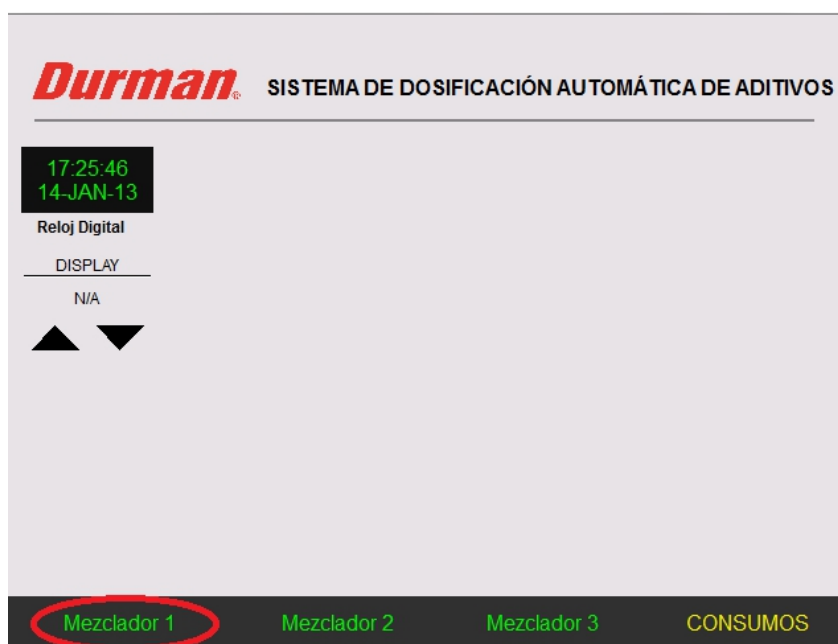 Durman®
SISTEMA DE DOSIFICACIÓN AUTOMÁTICA DE ADITIVOS
17:25:46
14-JAN-13
Reloj Digital
DISPLAY
N/A
Mezclador 1
Mezclador 2
Mezclador 3
CONSUMOS